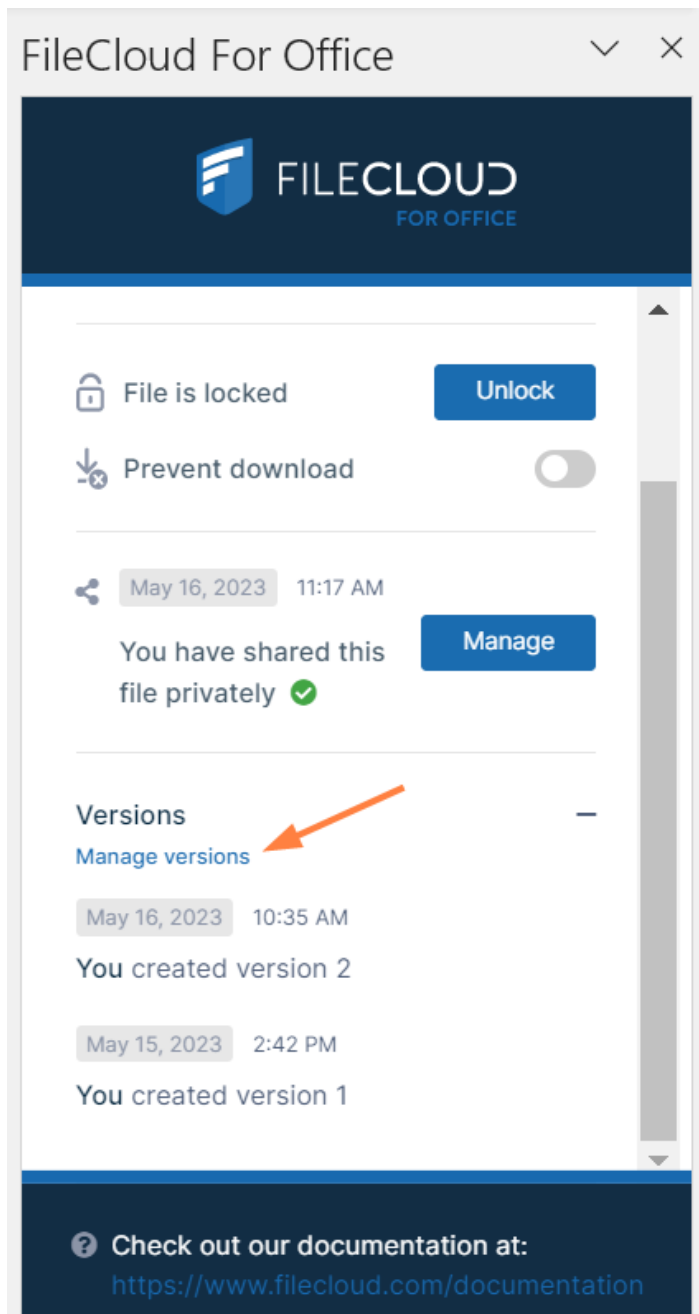 FileCloud For Office
FILECLOUD
FOR OFFICE
File is locked
Unlock
Prevent download
May 16, 2023 11:17 AM
You have shared this
file privately
Manage
Versions
Manage versions
May 16, 2023 10:35 AM
You created version 2
May 15, 2023 2:42 PM
You created version 1
Check out our documentation at:
https://www.filecloud.com/documentation